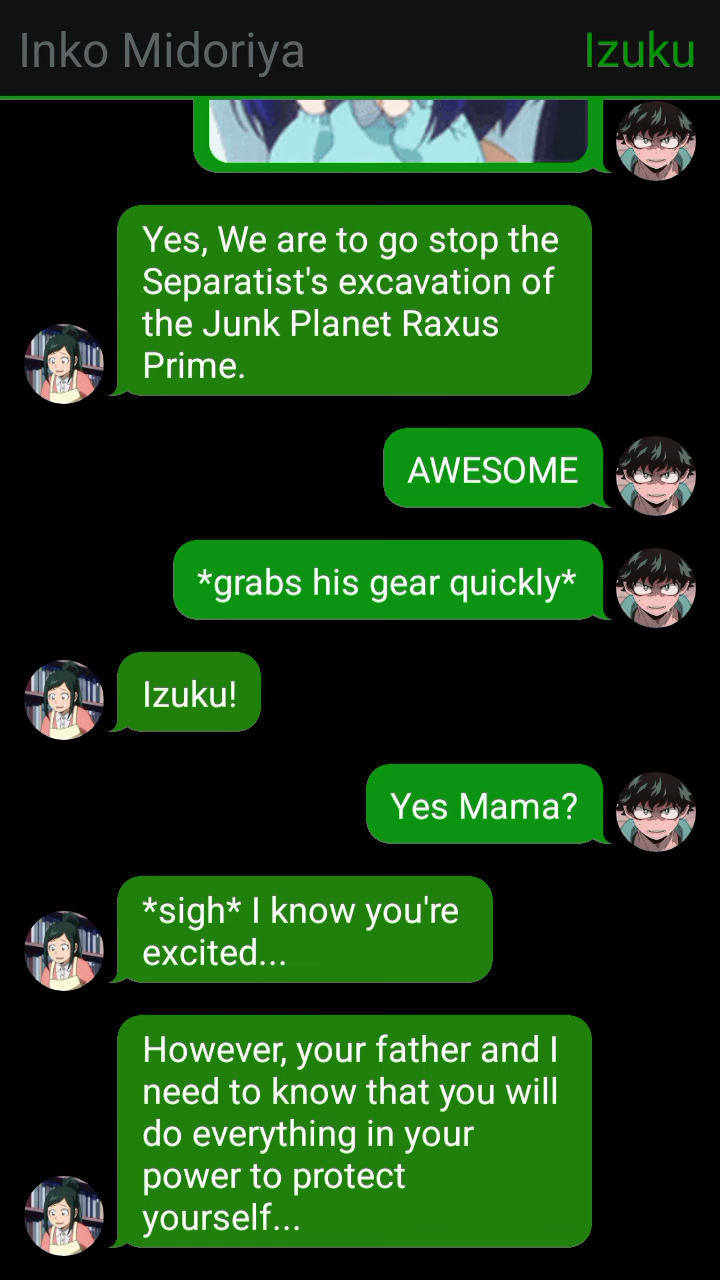 Inko Midoriya
Izuku
Yes, We are to go stop the
Separatist's excavation of
the Junk Planet Raxus
Prime.
AWESOME
*grabs his gear quickly*
Izuku!
Yes Mama?
*sigh* I know you're
excited...
However, your father and I
need to know that you will
do everything in your
power to protect
yourself...